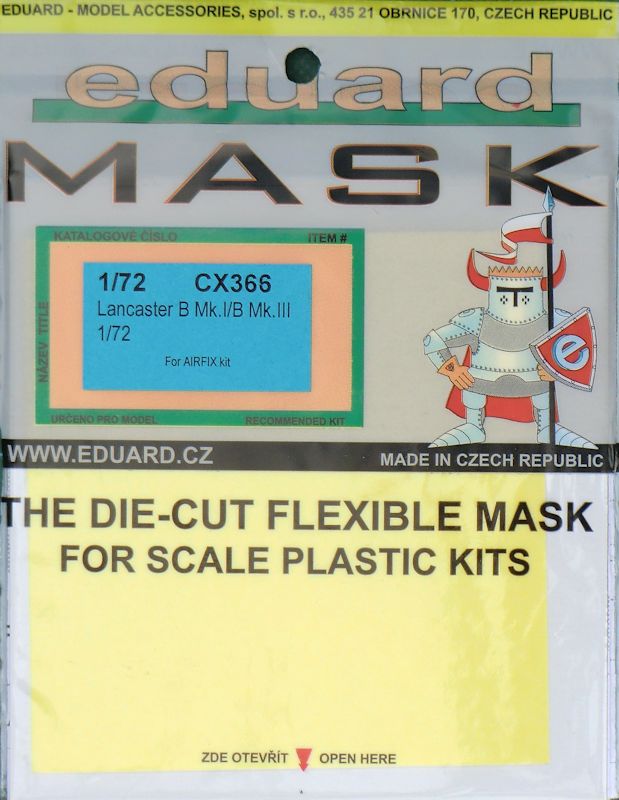 EDUARD - MODEL ACCESSORIES, spol. s r.o., 435 21 OBRNICE 170, CZECH REPUBLIC
eduard
MASK
KATALOGOVÉ ČÍSLO ITEM #
NÁZEV TITLE
1/72 CX366
Lancaster B Mk.I/B Mk.III
1/72
For AIRFIX kit
URČENO PRO MODEL RECOMMENDED KIT
e
WWW.EDUARD.CZ MADE IN CZECH REPUBLIC
THE DIE-CUT FLEXIBLE MASK
FOR SCALE PLASTIC KITS
ZDE OTEVŘÍT OPEN HERE